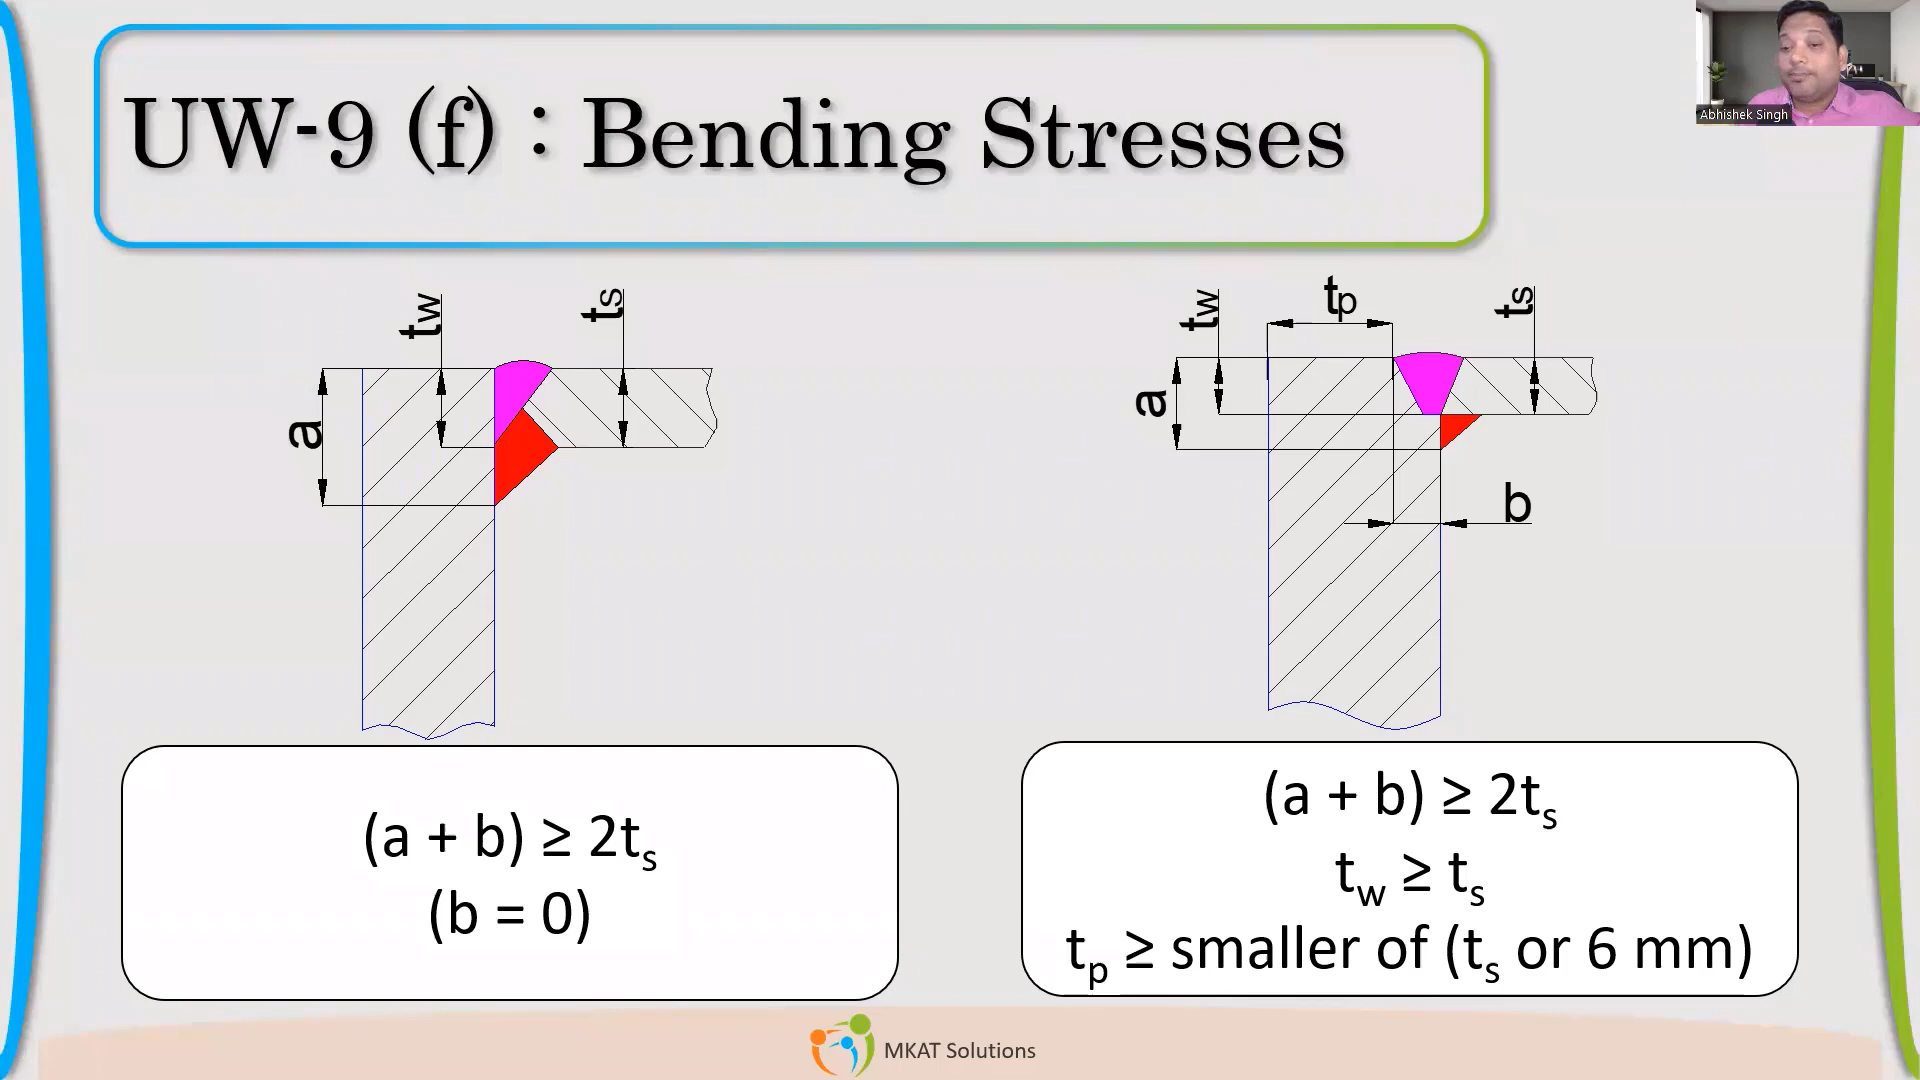 UW-9 (f) : Bending Stresses
Abhishek Singh
tw
ts
a
tw
tp
ts
a
b
(a + b) ≥ 2ts
(b = 0)
(a + b) ≥ 2ts
tw ≥ ts
tp ≥ smaller of (ts or 6 mm)
MKAT Solutions